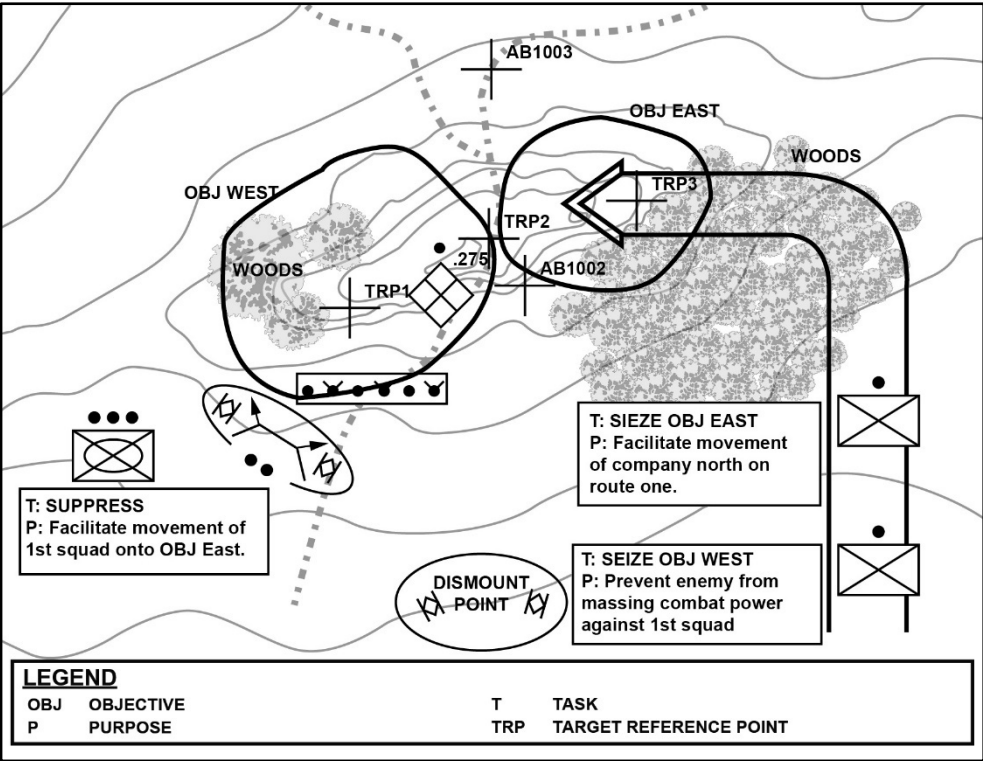 AB1003
OBJ EAST
WOODS
OBJ WEST
TRP3
TRP2
WOODS
.275
AB1002
TRP1
T: SUPPRESS
P: Facilitate movement of
1st squad onto OBJ East.
T: SIEZE OBJ EAST
P: Facilitate movement
of company north on
route one.
DISMOUNT
POINT
T: SEIZE OBJ WEST
P: Prevent enemy from
massing combat power
against 1st squad
LEGEND
OBJ OBJECTIVE T TASK
P PURPOSE TRP TARGET REFERENCE POINT